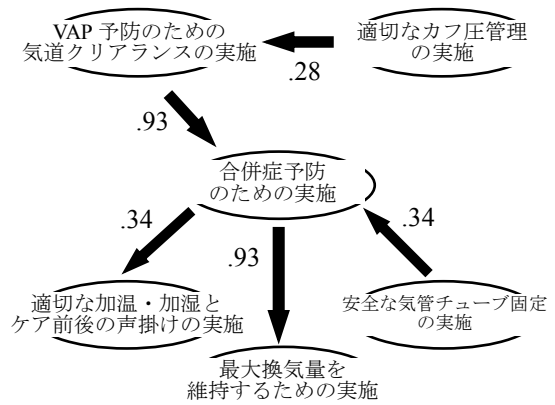 VAP 予防のための
気道クリアランスの実施
適切なカフ圧管理
の実施
.28
.93
合併症予防
のための実施
.34
.93
.34
適切な加温・加湿と
ケア前後の声掛けの実施
安全な気管チューブ固定
の実施
最大換気量を
維持するための実施